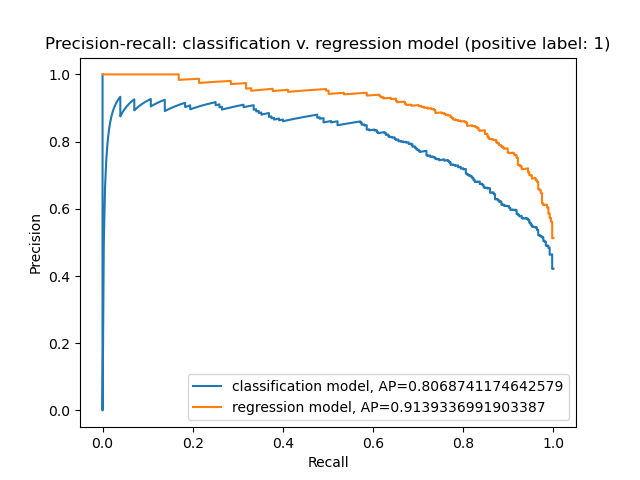 Precision-recall: classification v. regression model (positive label: 1)
1.0
0.8
0.6
0.4
0.2
0.0
Precision
0.0 0.2 0.4 0.6 0.8 1.0
Recall
classification model, AP=0.8068741174642579
regression model, AP=0.9139336991903387